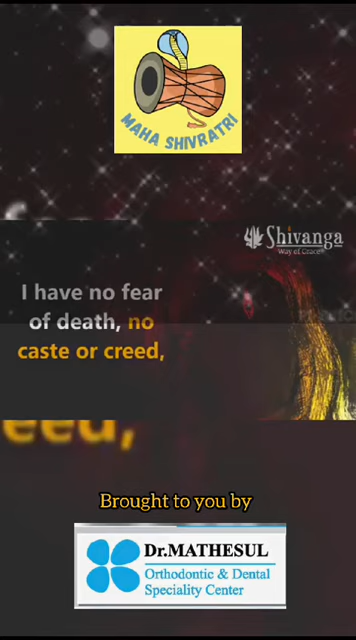 MAHA SHIVRATRI
Shivanga
Way of Grace
I have no fear
of death, no
caste or creed,
eed,
Brought to you by
Dr.MATHESUL
Orthodontic & Dental
Speciality Center